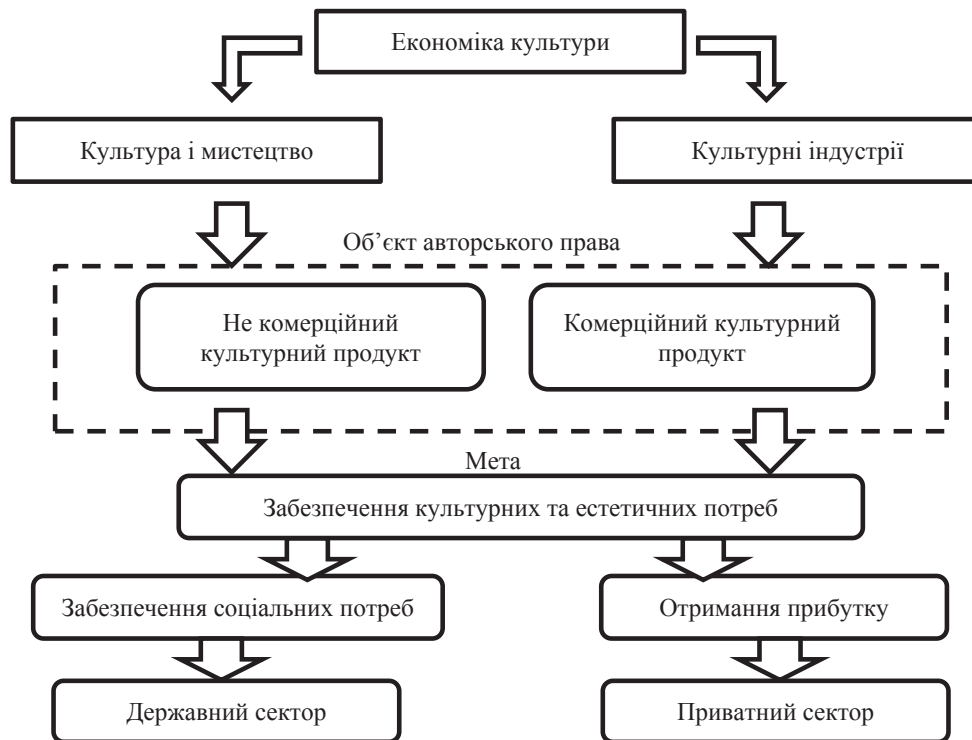 Економіка культури
Культура і мистецтво
Культурні індустрії
Об’єкт авторського права
Не комерційний
культурний продукт
Комерційний культурний
продукт
Мета
Забезпечення культурних та естетичних потреб
Забезпечення соціальних потреб
Отримання прибутку
Державний сектор
Приватний сектор